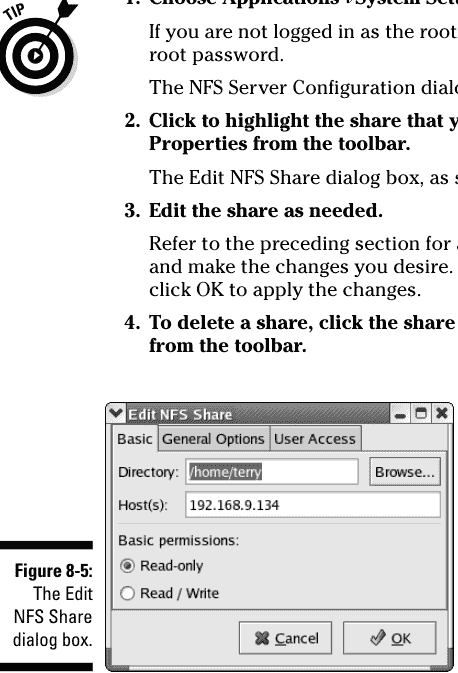 TIP
1. Choose Applications System Sett
If you are not logged in as the root
root password.
The NFS Server Configuration dialo
2. Click to highlight the share that y
Properties from the toolbar.
The Edit NFS Share dialog box, as s
3. Edit the share as needed.
Refer to the preceding section for a
and make the changes you desire.
click OK to apply the changes.
4. To delete a share, click the share
from the toolbar.
Edit NFS Share
Basic General Options User Access
Directory: /home/terry Browse...
Host(s): 192.168.9.134
Basic permissions:
Read-only
Read / Write
Cancel OK
Figure 8-5:
The Edit
NFS Share
dialog box.